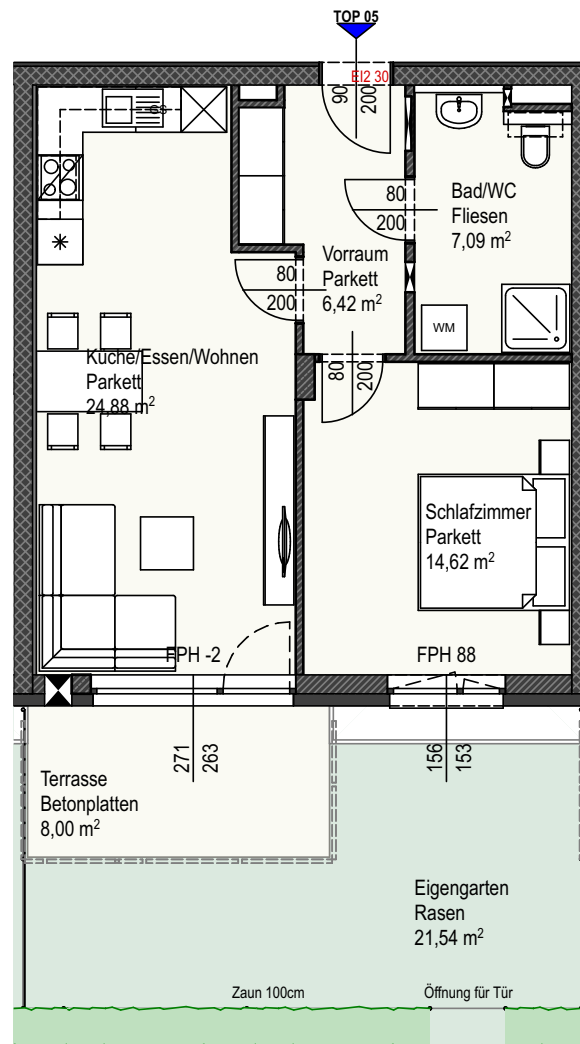 TOP 05
EI2 30
90
200
GS
80
200
Bad/WC
Fliesen
7,09 m²
Vorraum
Parkett
6,42 m²
80
200
WM
Küche/Essen/Wohnen
Parkett
24,88 m²
80
200
Schlafzimmer
Parkett
14,62 m²
FPH -2
FPH 88
271
263
156
153
Terrasse
Betonplatten
8,00 m²
Eigengarten
Rasen
21,54 m²
Zaun 100cm
Öffnung für Tür